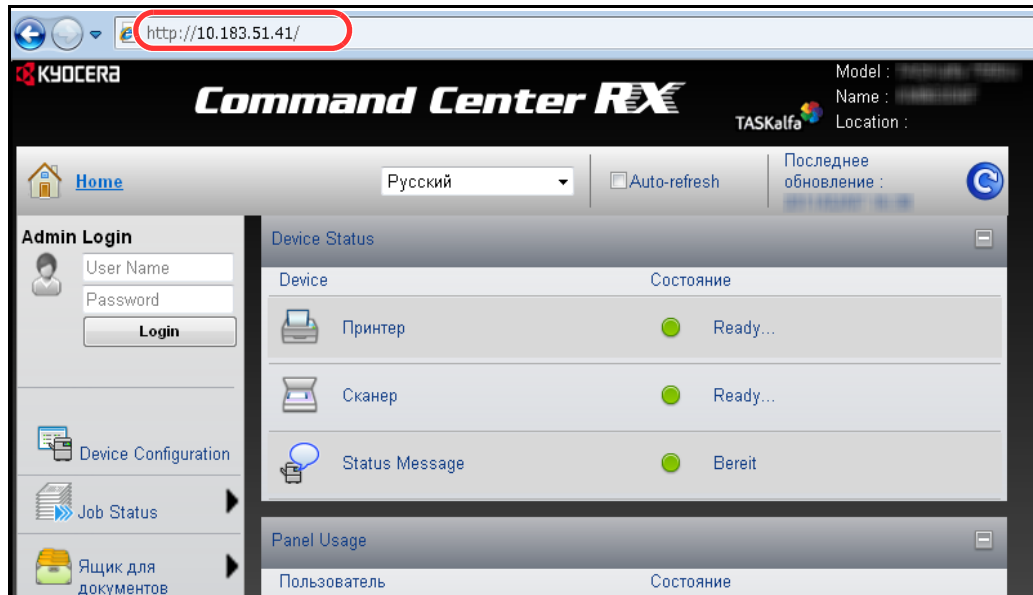 http://10.183.51.41/
KYOCERA
Command Center RX
TASKalfa
Model :
Name :
Location :
Home
Русский
Auto-refresh
Последнее
обновление :
Admin Login
User Name
Password
Login
Device Configuration
Job Status
Ящик для
документов
Device Status
Device
Состояние
Принтер
Ready...
Сканер
Ready...
Status Message
Bereit
Panel Usage
Пользователь
Состояние